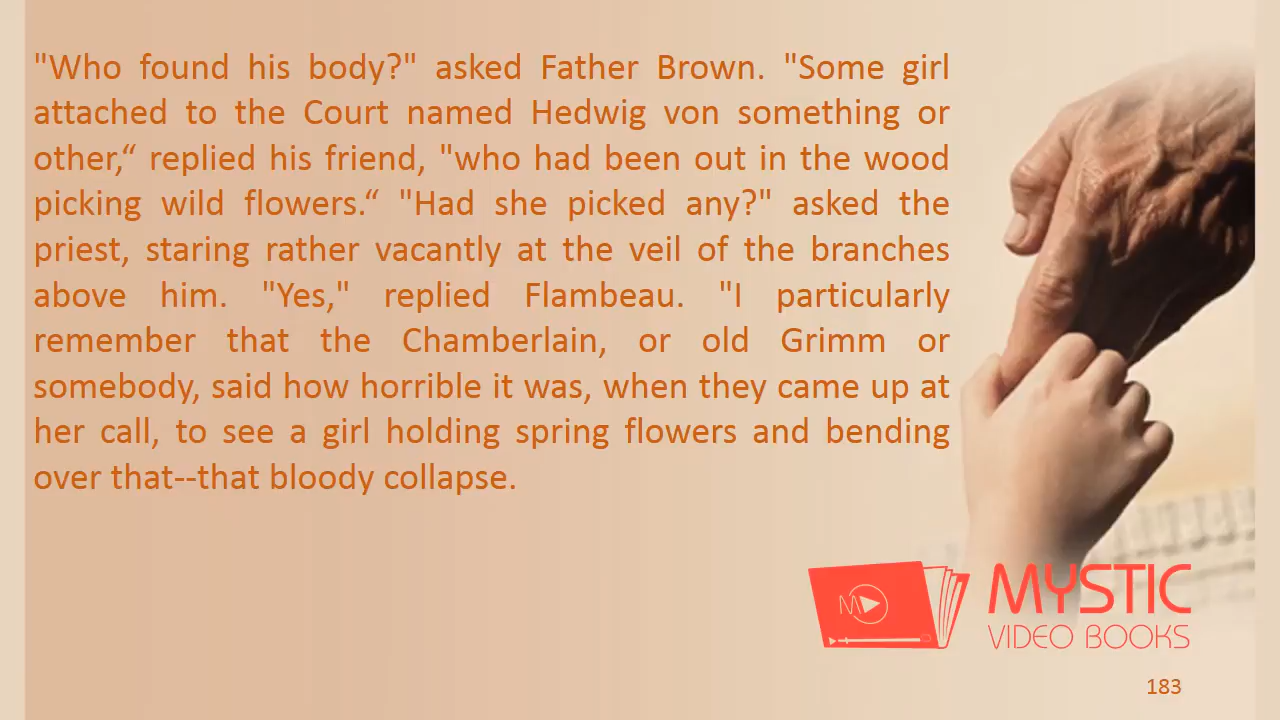 "Who found his body?" asked Father Brown. "Some girl
attached to the Court named Hedwig von something or
other,“ replied his friend, "who had been out in the wood
picking wild flowers.“ "Had she picked any?" asked the
priest, staring rather vacantly at the veil of the branches
above him. "Yes," replied Flambeau. "I particularly
remember that the Chamberlain, or old Grimm or
somebody, said how horrible it was, when they came up at
her call, to see a girl holding spring flowers and bending
over that--that bloody collapse.
MYSTIC
VIDEO BOOKS
183